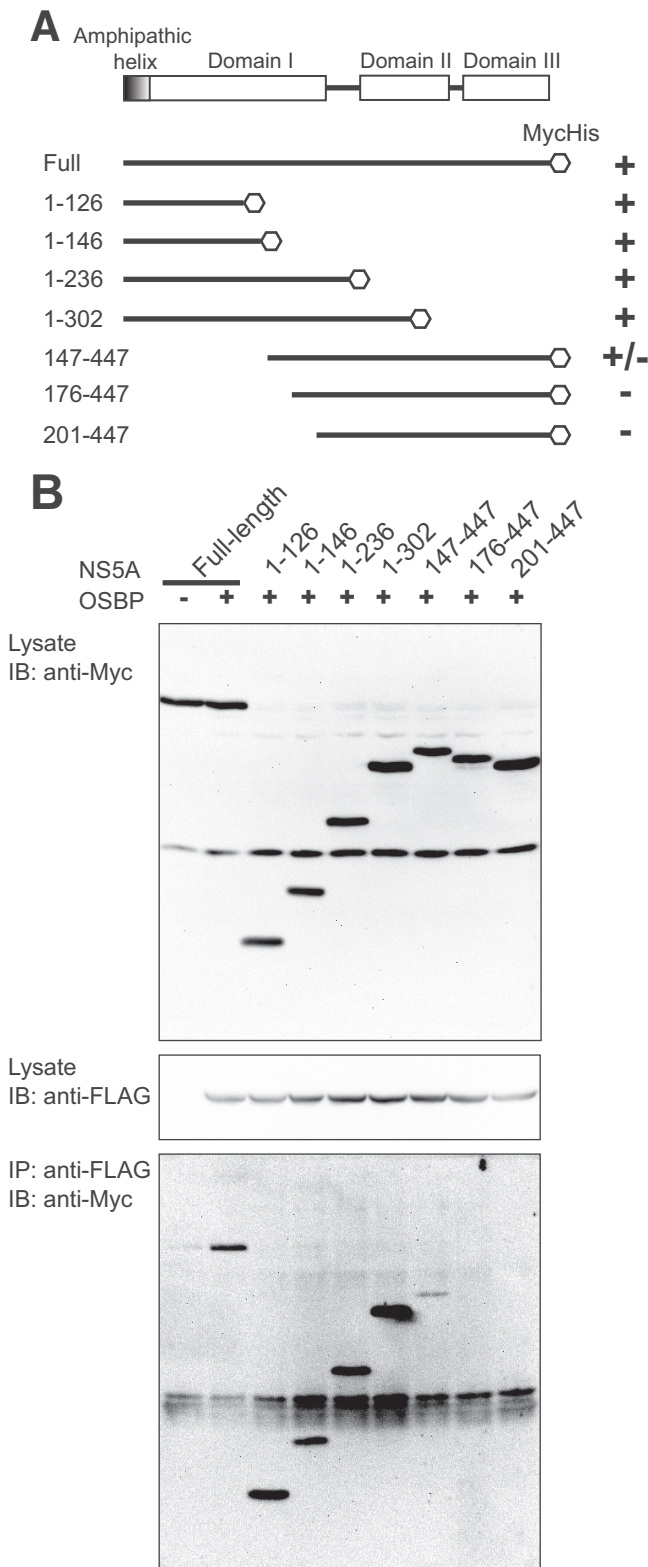 A
Amphipathic
helix
Domain I
Domain II
Domain III
MycHis
Full +
1-126 +
1-146 +
1-236 +
1-302 +
147-447 +/-
176-447 -
201-447 -
B
NS5A
Full-length
1-126
1-146
1-236
1-302
147-447
176-447
201-447
OSBP - + + + + + + + +
Lysate
IB: anti-Myc
Lysate
IB: anti-FLAG
IP: anti-FLAG
IB: anti-Myc